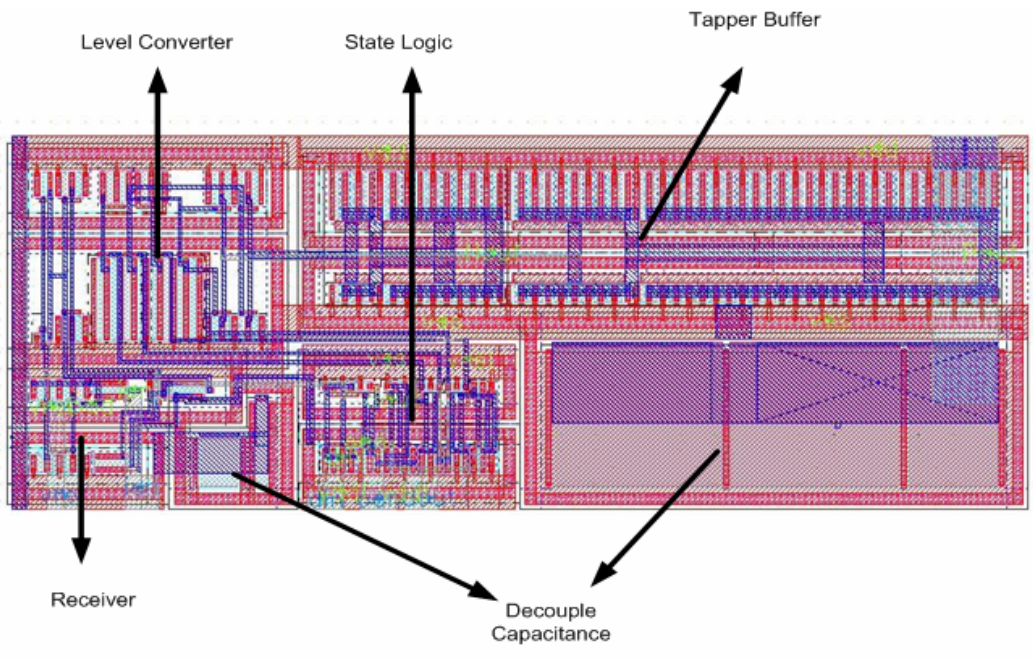 Tapper Buffer
Level Converter
State Logic
Receiver
Decouple
Capacitance